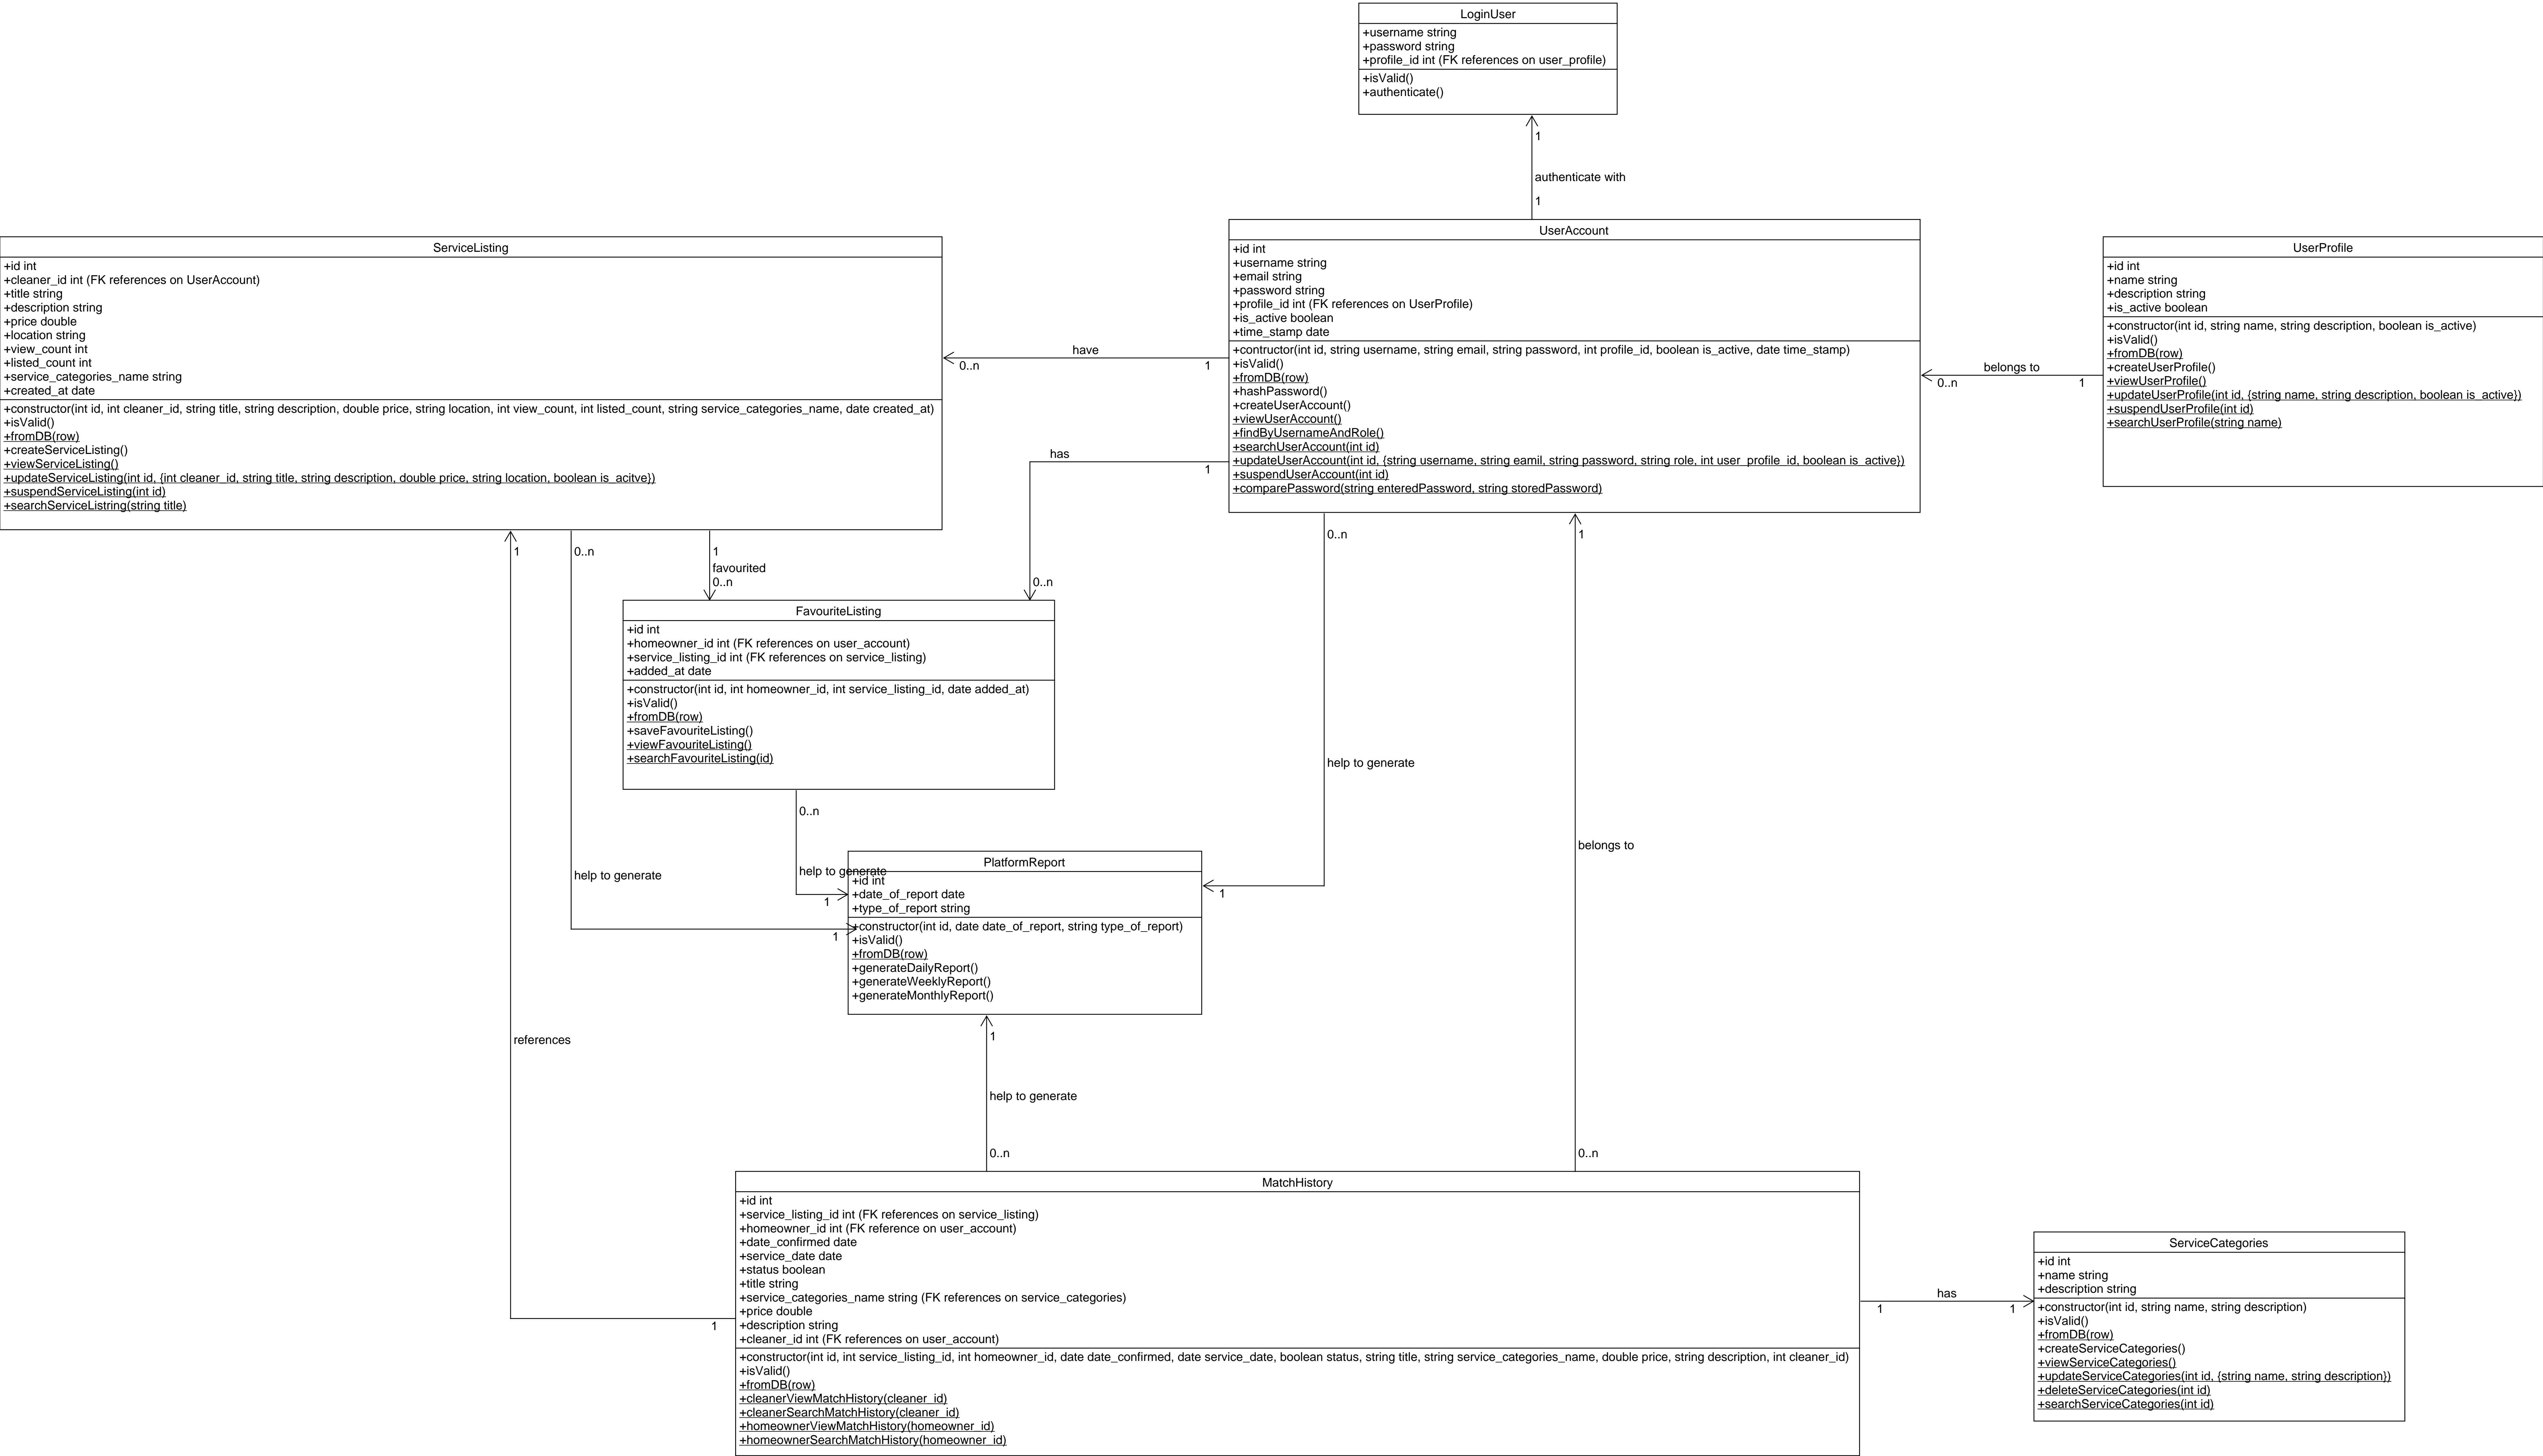 LoginUser
+username string
+password string
+profile_id int (FK references on user_profile)
+isValid()
+authenticate()
1
authenticate with
1
ServiceListing
+id int
+cleaner_id int (FK references on UserAccount)
+title string
+description string
+price double
+location string
+view_count int
+listed_count int
+service_categories_name string
+created_at date
+constructor(int id, int cleaner_id, string title, string description, double price, string location, int view_count, int listed_count, string service_categories_name, date created_at)
+isValid()
+fromDB(row)
+createServiceListing()
+viewServiceListing()
+updateServiceListing(int id, {int cleaner_id, string title, string description, double price, string location, boolean is_acitve})
+suspendServiceListing(int id)
+searchServiceListring(string title)
have
0..n
1
has
1
0..n
UserAccount
+id int
+username string
+email string
+password string
+profile_id int (FK references on UserProfile)
+is_active boolean
+time_stamp date
+contructor(int id, string username, string email, string password, int profile_id, boolean is_active, date time_stamp)
+isValid()
+fromDB(row)
+hashPassword()
+createUserAccount()
+viewUserAccount()
+findByUsernameAndRole()
+searchUserAccount(int id)
+updateUserAccount(int id, {string username, string eamil, string password, string role, int user_profile_id, boolean is_active})
+suspendUserAccount(int id)
+comparePassword(string enteredPassword, string storedPassword)
belongs to
0..n
1
UserProfile
+id int
+name string
+description string
+is_active boolean
+constructor(int id, string name, string description, boolean is_active)
+isValid()
+fromDB(row)
+createUserProfile()
+viewUserProfile()
+updateUserProfile(int id, {string name, string description, boolean is_active})
+suspendUserProfile(int id)
+searchUserProfile(string name)
1
0..n
1
favourited
0..n
0..n
1
FavouriteListing
+id int
+homeowner_id int (FK references on user_account)
+service_listing_id int (FK references on service_listing)
+added_at date
+constructor(int id, int homeowner_id, int service_listing_id, date added_at)
+isValid()
+fromDB(row)
+saveFavouriteListing()
+viewFavouriteListing()
+searchFavouriteListing(id)
help to generate
0..n
help to generate
1
help to generate
1
1
belongs to
PlatformReport
+id int
+date_of_report date
+type_of_report string
+constructor(int id, date date_of_report, string type_of_report)
+isValid()
+fromDB(row)
+generateDailyReport()
+generateWeeklyReport()
+generateMonthlyReport()
references
1
help to generate
0..n
0..n
1
MatchHistory
+id int
+service_listing_id int (FK references on service_listing)
+homeowner_id int (FK reference on user_account)
+date_confirmed date
+service_date date
+status boolean
+title string
+service_categories_name string (FK references on service_categories)
+price double
+description string
+cleaner_id int (FK references on user_account)
+constructor(int id, int service_listing_id, int homeowner_id, date date_confirmed, date service_date, boolean status, string title, string service_categories_name, double price, string description, int cleaner_id)
+isValid()
+fromDB(row)
+cleanerViewMatchHistory(cleaner_id)
+cleanerSearchMatchHistory(cleaner_id)
+homeownerViewMatchHistory(homeowner_id)
+homeownerSearchMatchHistory(homeowner_id)
has
1
1
ServiceCategories
+id int
+name string
+description string
+constructor(int id, string name, string description)
+isValid()
+fromDB(row)
+createServiceCategories()
+viewServiceCategories()
+updateServiceCategories(int id, {string name, string description})
+deleteServiceCategories(int id)
+searchServiceCategories(int id)